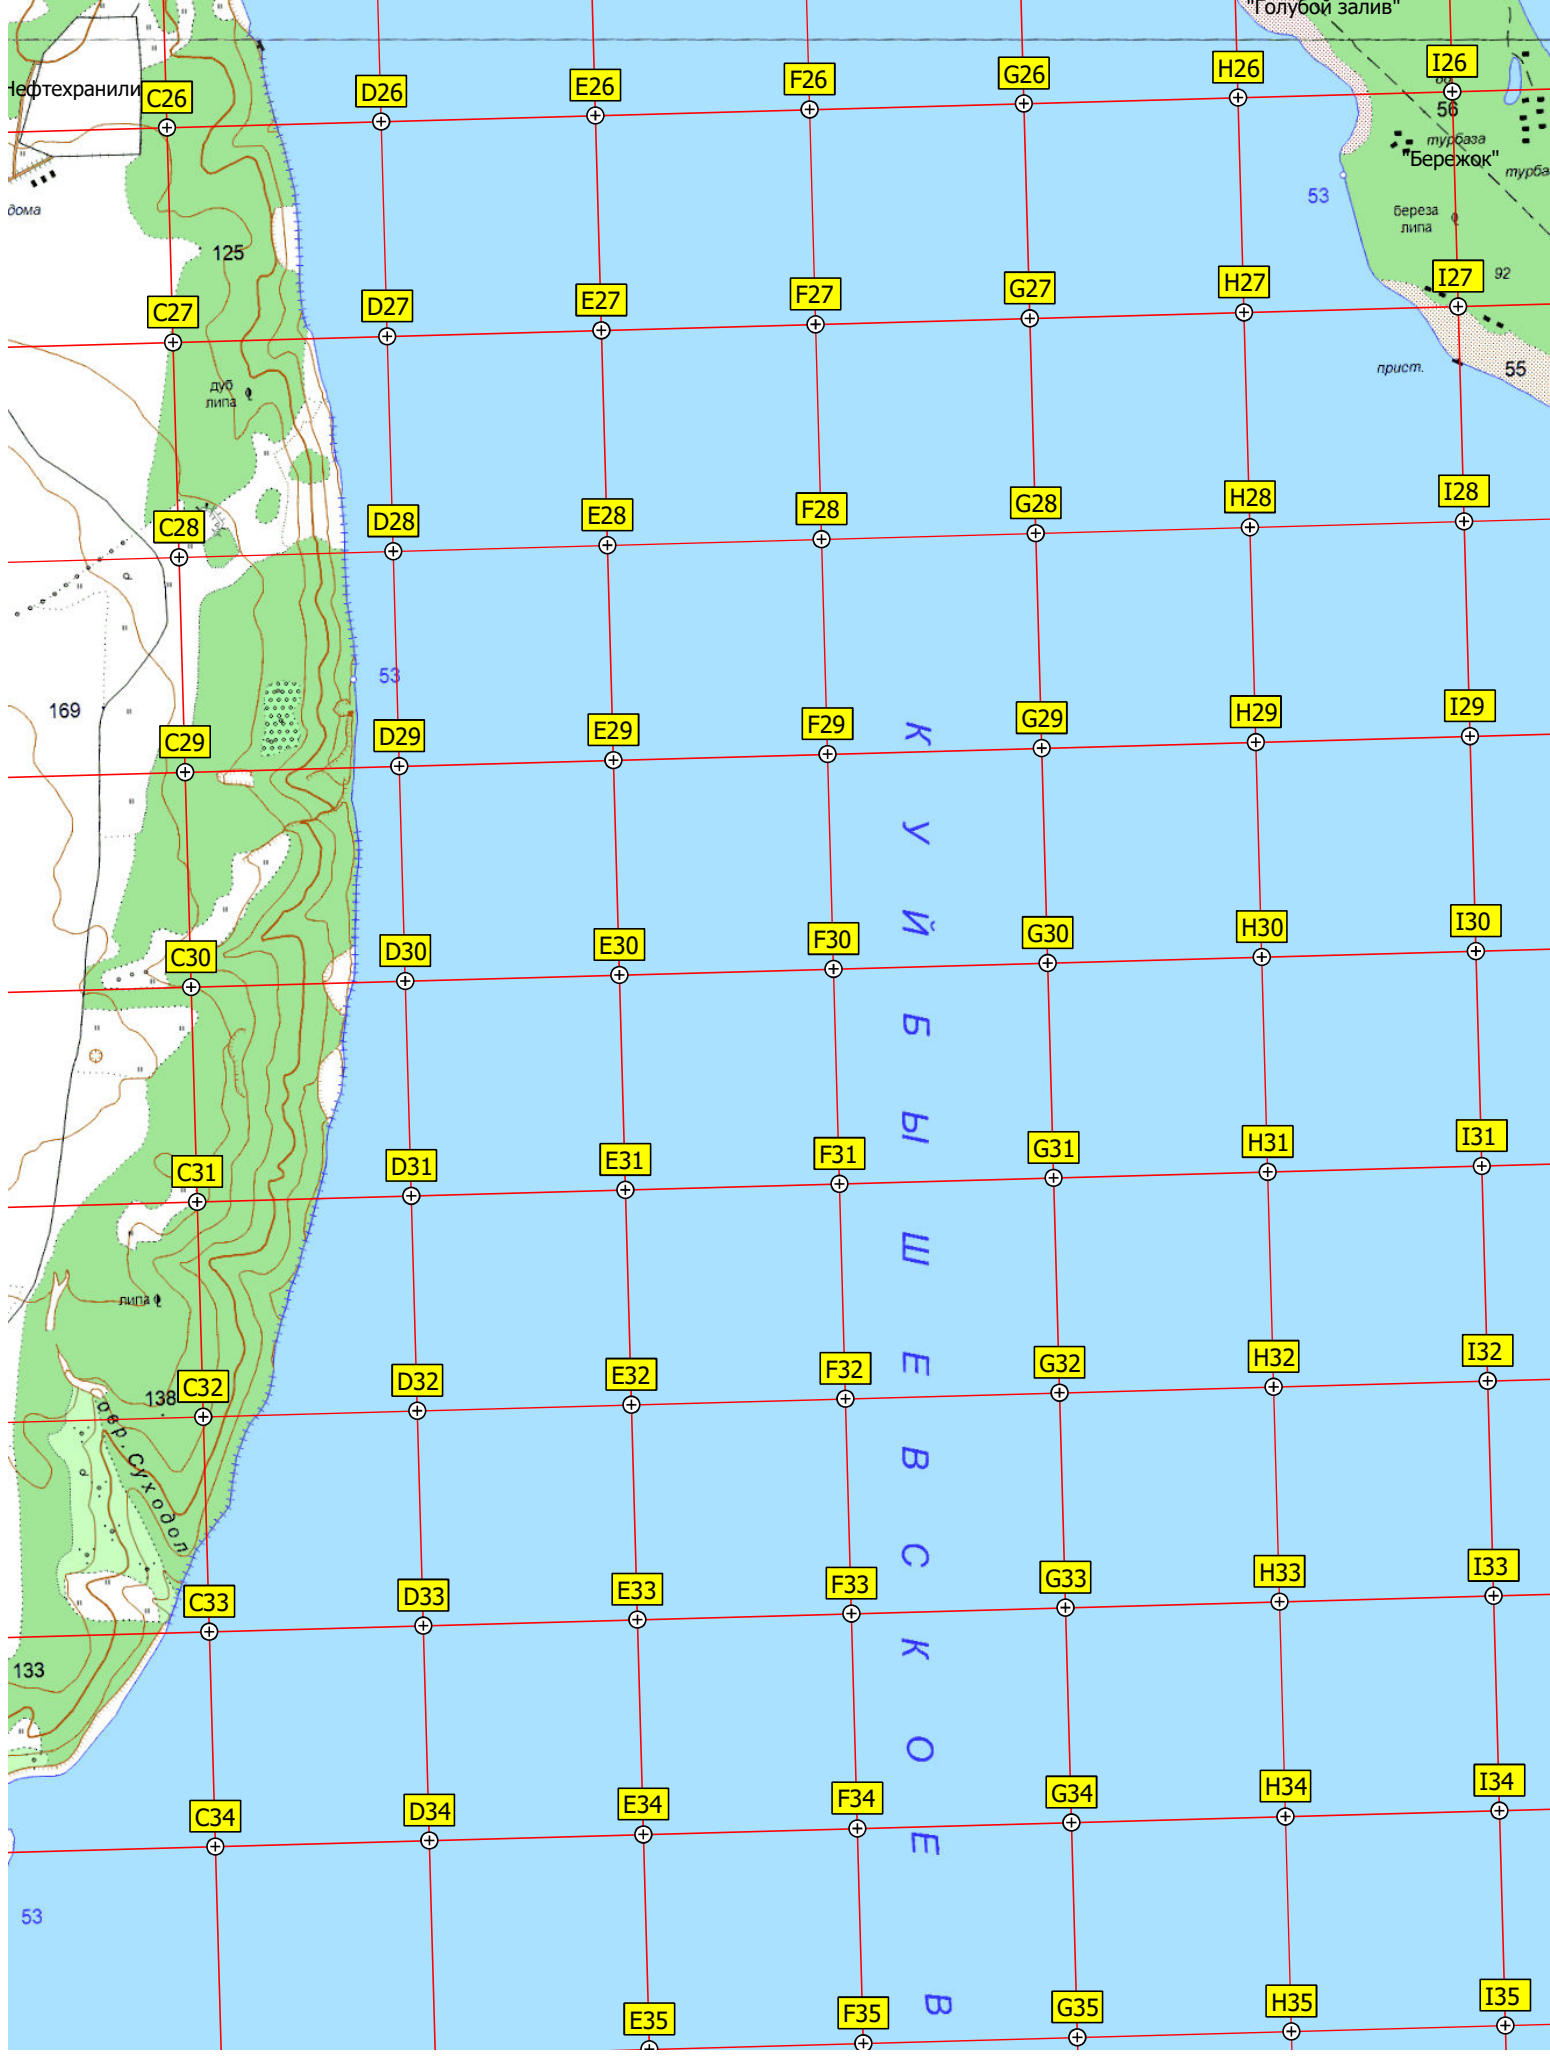 "Голубой залив"
C26 D26 E26 F26 G26 H26 I26
56
турбаза
"Бережок"
53
дома
береза
липа
125
C27 D27 E27 F27 G27 H27 I27
92
прист.
55
дуб
липа
C28 D28 E28 F28 G28 H28 I28
53
169
C29 D29 E29 F29 G29 H29 I29
C30 D30 E30 F30 G30 H30 I30
C31 D31 E31 F31 G31 H31 I31
липа
C32 D32 E32 F32 G32 H32 I32
138
овр. Суходол
C33 D33 E33 F33 G33 H33 I33
133
C34 D34 E34 F34 G34 H34 I34
53
E35 F35 G35 H35 I35
КУЙБЫШЕВСКОЕ В